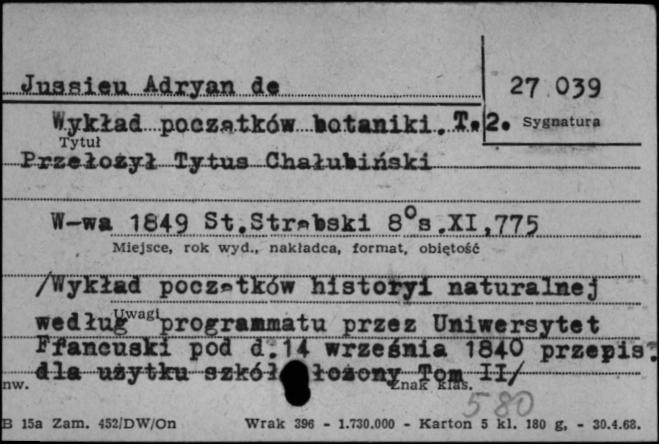 Jussieu Adryan de 27 039
Wykład początków botaniki. T.2. Sygnatura
Tytuł
Przełożył Tytus Chałubiński
W-wa 1849 St.Strąbski 8°s.XI,775
Miejsce, rok wyd., nakładca, format, objętość
/Wykład początków historyi naturalnej
Uwagi
według programmatu przez Uniwersytet
Ffancuski pod d.14 września 1840 przepis.
dla użytku szkół łożony Tom II/
nw. Znak klas.
580
B 15a Zam. 452/DW/On Wrak 396 - 1.730.000 - Karton 5 kl. 180 g, - 30.4.68.